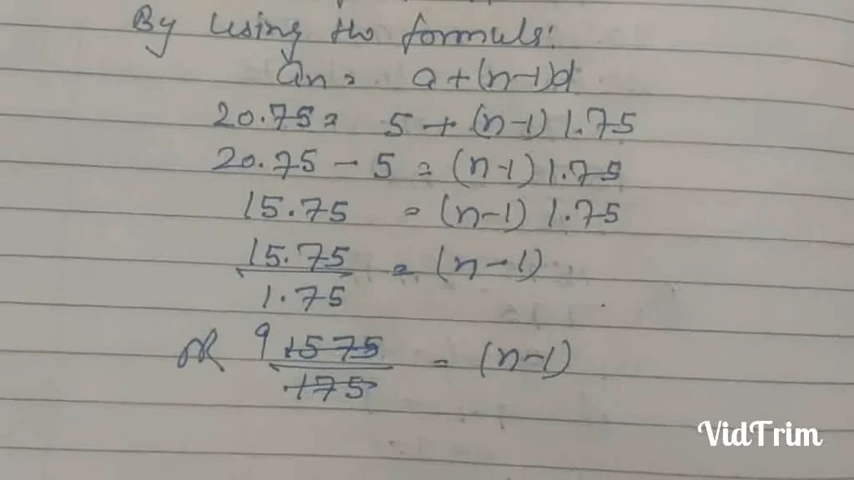 By using the formula:
an = a+(n-1)d
20.75 = 5 + (n-1) 1.75
20.75 - 5 = (n-1) 1.75
15.75 = (n-1) 1.75
15.75 = (n-1)
1.75
or 9 1575 = (n-1)
175
VidTrim